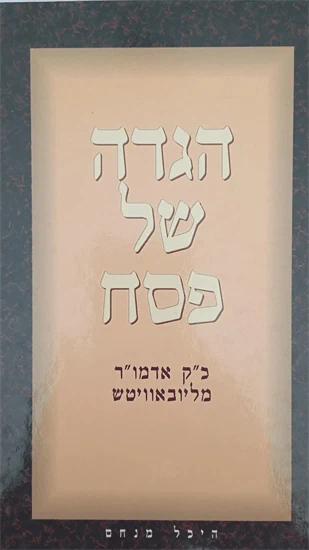 הגדה
של
פסח
כ"ק אדמו"ר
מליובאוויטש
היכל מנחם